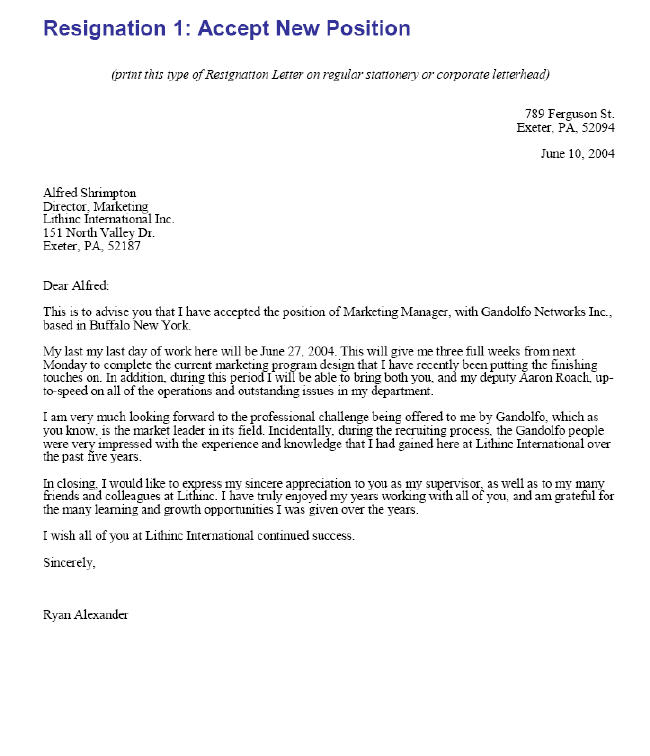 Resignation 1: Accept New Position
(print this type of Resignation Letter on regular stationery or corporate letterhead)
789 Ferguson St.
Exeter, PA, 52094
June 10, 2004
Alfred Shrimpton
Director, Marketing
Lithinc International Inc.
151 North Valley Dr.
Exeter, PA, 52187
Dear Alfred:
This is to advise you that I have accepted the position of Marketing Manager, with Gandolfo Networks Inc.,
based in Buffalo New York.
My last my last day of work here will be June 27, 2004. This will give me three full weeks from next
Monday to complete the current marketing program design that I have recently been putting the finishing
touches on. In addition, during this period I will be able to bring both you, and my deputy Aaron Roach, up-
to-speed on all of the operations and outstanding issues in my department.
I am very much looking forward to the professional challenge being offered to me by Gandolfo, which as
you know, is the market leader in its field. Incidentally, during the recruiting process, the Gandolfo people
were very impressed with the experience and knowledge that I had gained here at Lithinc International over
the past five years.
In closing, I would like to express my sincere appreciation to you as my supervisor, as well as to my many
friends and colleagues at Lithinc. I have truly enjoyed my years working with all of you, and am grateful for
the many learning and growth opportunities I was given over the years.
I wish all of you at Lithinc International continued success.
Sincerely,
Ryan Alexander